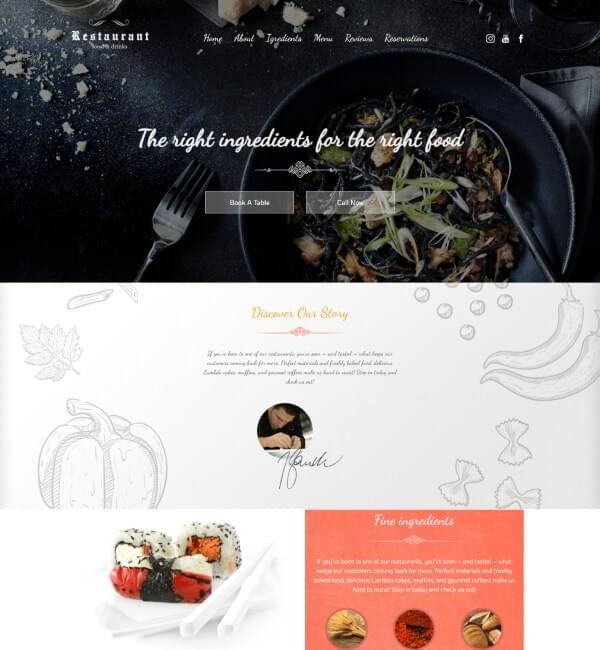 Restaurant
food & drinks
Home About Igredients Menu Reviews Reservations
The right ingredients for the right food
Book A Table
Call Now
Discover Our Story
If you've been to one of our restaurants, you've seen – and tasted – what keeps our
customers coming back for more. Perfect materials and freshly baked food, delicious
Lambda cakes, muffins, and gourmet coffees make us hard to resist! Stop in today and
check us out!
Fine ingredients
If you've been to one of our restaurants, you've seen – and tasted – what
keeps our customers coming back for more. Perfect materials and freshly
baked food, delicious Lambda cakes, muffins, and gourmet coffees make us
hard to resist! Stop in today and check us out!